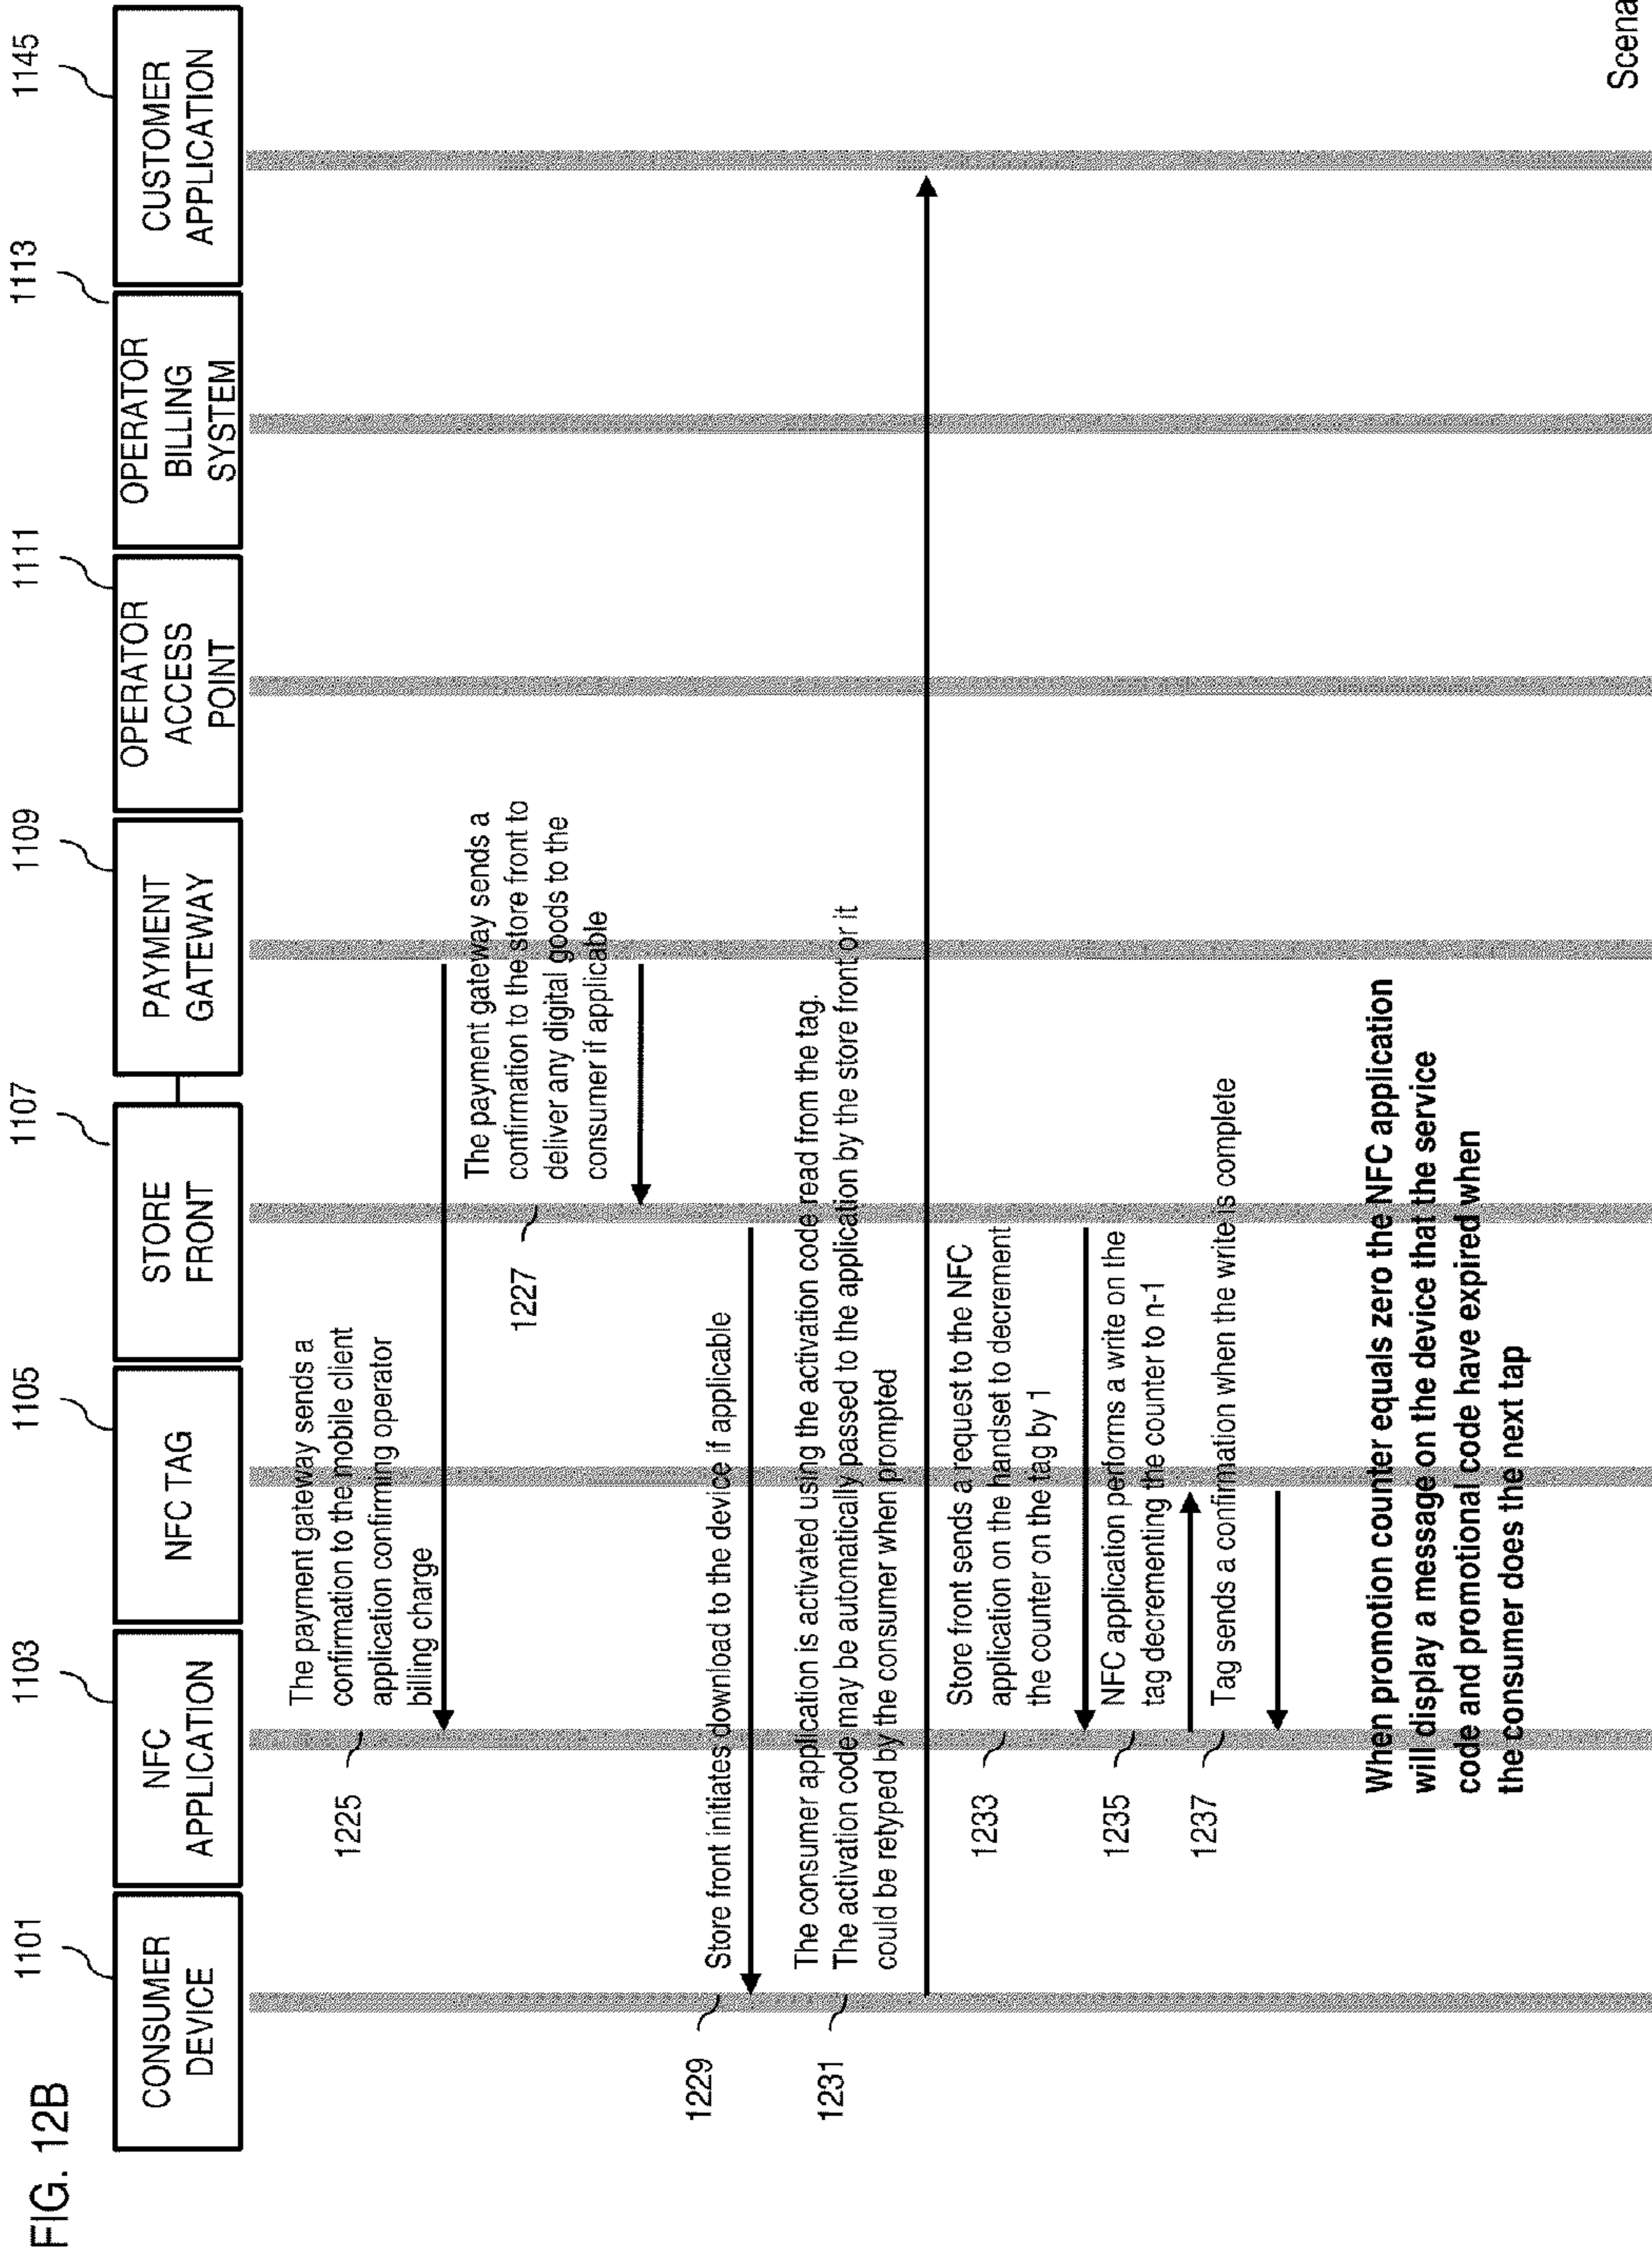 FIG. 12B
1101
1103
1105
1107
1109
1111
1113
1145
CONSUMER
DEVICE
NFC
APPLICATION
NFC TAG
STORE
FRONT
PAYMENT
GATEWAY
OPERATOR
ACCESS
POINT
OPERATOR
BILLING
SYSTEM
CUSTOMER
APPLICATION
1225
The payment gateway sends a
confirmation to the mobile client
application confirming operator
billing charge
1227
The payment gateway sends a
confirmation to the store front to
deliver any digital goods to the
consumer if applicable
1229
Store front initiates download to the device if applicable
1231
The consumer application is activated using the activation code read from the tag.
The activation code may be automatically passed to the application by the store front or it
could be retyped by the consumer when prompted
1233
Store front sends a request to the NFC
application on the handset to decrement
the counter on the tag by 1
1235
NFC application performs a write on the
tag decrementing the counter to n-1
1237
Tag sends a confirmation when the write is complete
When promotion counter equals zero the NFC application
will display a message on the device that the service
code and promotional code have expired when
the consumer does the next tap
Scena